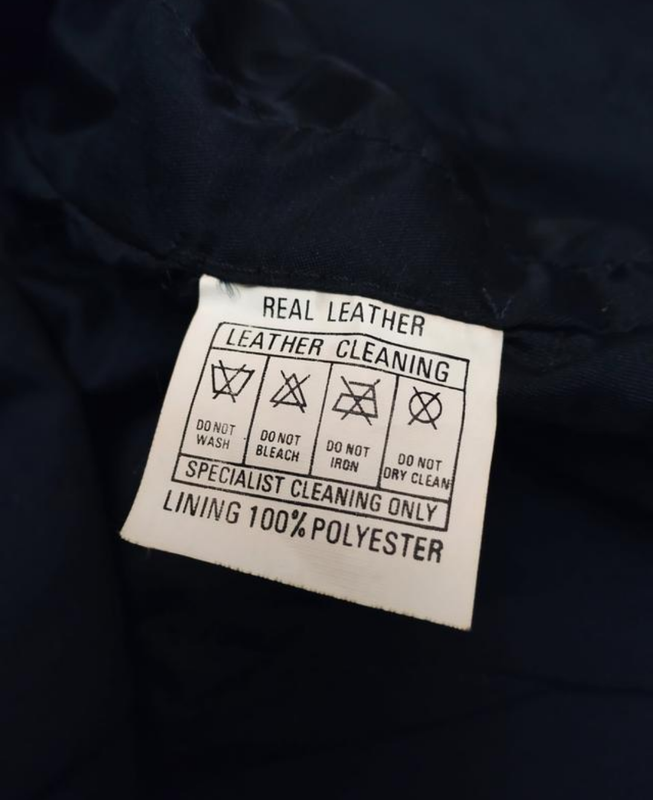 REAL LEATHER
LEATHER CLEANING
DO NOT WASH
DO NOT BLEACH
DO NOT IRON
DO NOT DRY CLEAN
SPECIALIST CLEANING ONLY
LINING 100% POLYESTER